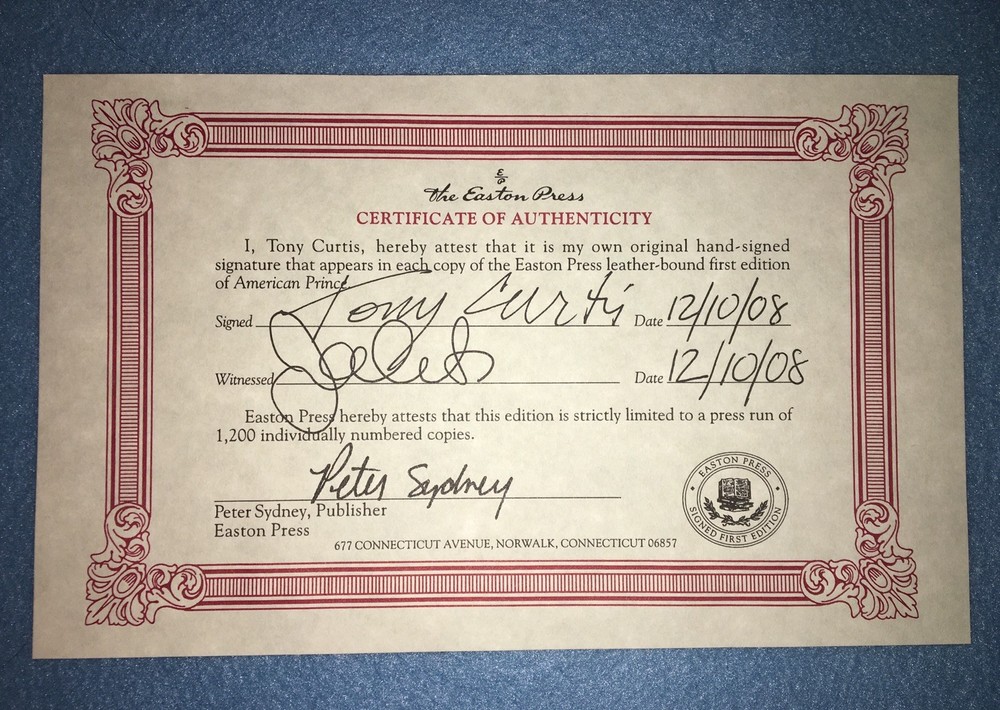 E/P
the Easton Press
CERTIFICATE OF AUTHENTICITY
I, Tony Curtis, hereby attest that it is my own original hand-signed
signature that appears in each copy of the Easton Press leather-bound first edition
of American Prince.
Signed Tony Curtis Date 12/10/08
Witnessed Date 12/10/08
Easton Press hereby attests that this edition is strictly limited to a press run of
1,200 individually numbered copies.
Peter Sydney
Peter Sydney, Publisher
Easton Press
677 CONNECTICUT AVENUE, NORWALK, CONNECTICUT 06857
EASTON PRESS
SIGNED FIRST EDITION